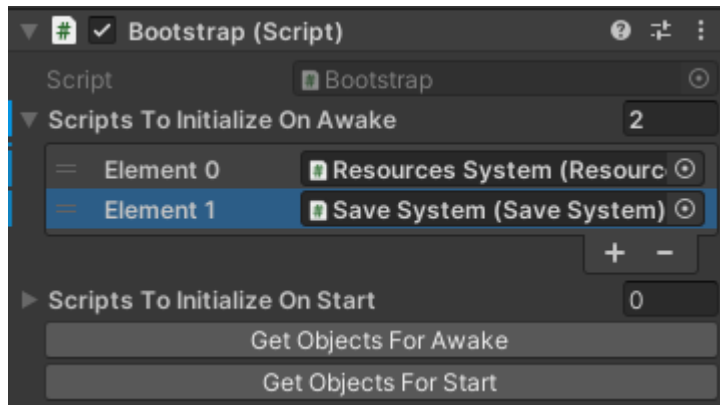 # Bootstrap (Script)
Script # Bootstrap
Scripts To Initialize On Awake 2
Element 0 # Resources System (Resourc
Element 1 # Save System (Save System)
+ −
Scripts To Initialize On Start 0
Get Objects For Awake
Get Objects For Start